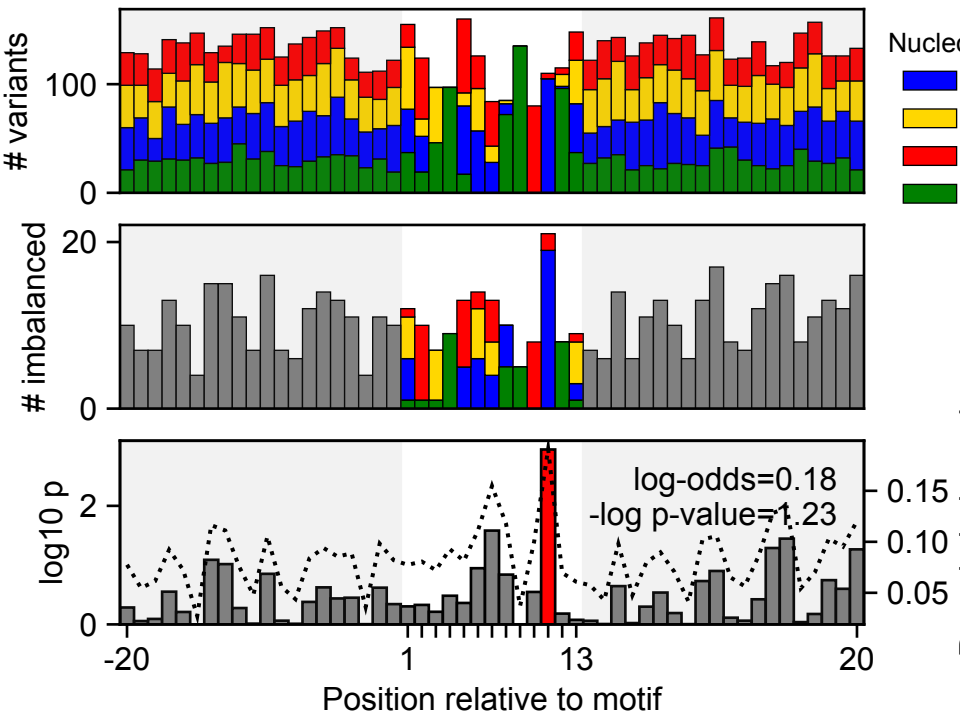 # variants
100
0
Nucleo
# imbalanced
20
0
log10 p
2
0
log-odds=0.18
-log p-value=1.23
0.15
0.10
0.05
-20
1
13
20
Position relative to motif